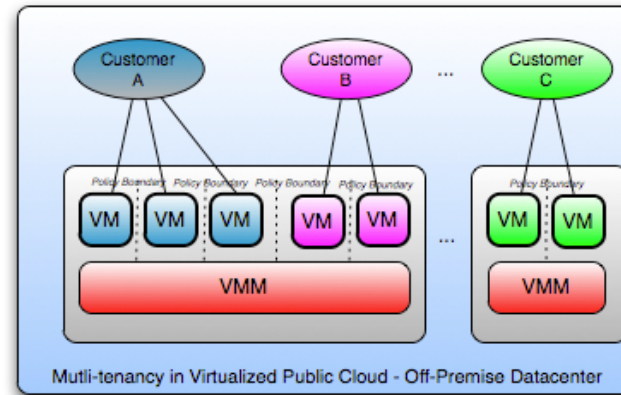 Customer
A
Customer
B
...
Customer
C
Policy Boundary
Policy Boundary
Policy Boundary
Policy Boundary
Policy Boundary
VM
VM
VM
VM
VM
...
VM
VM
VMM
VMM
Mutli-tenancy in Virtualized Public Cloud - Off-Premise Datacenter